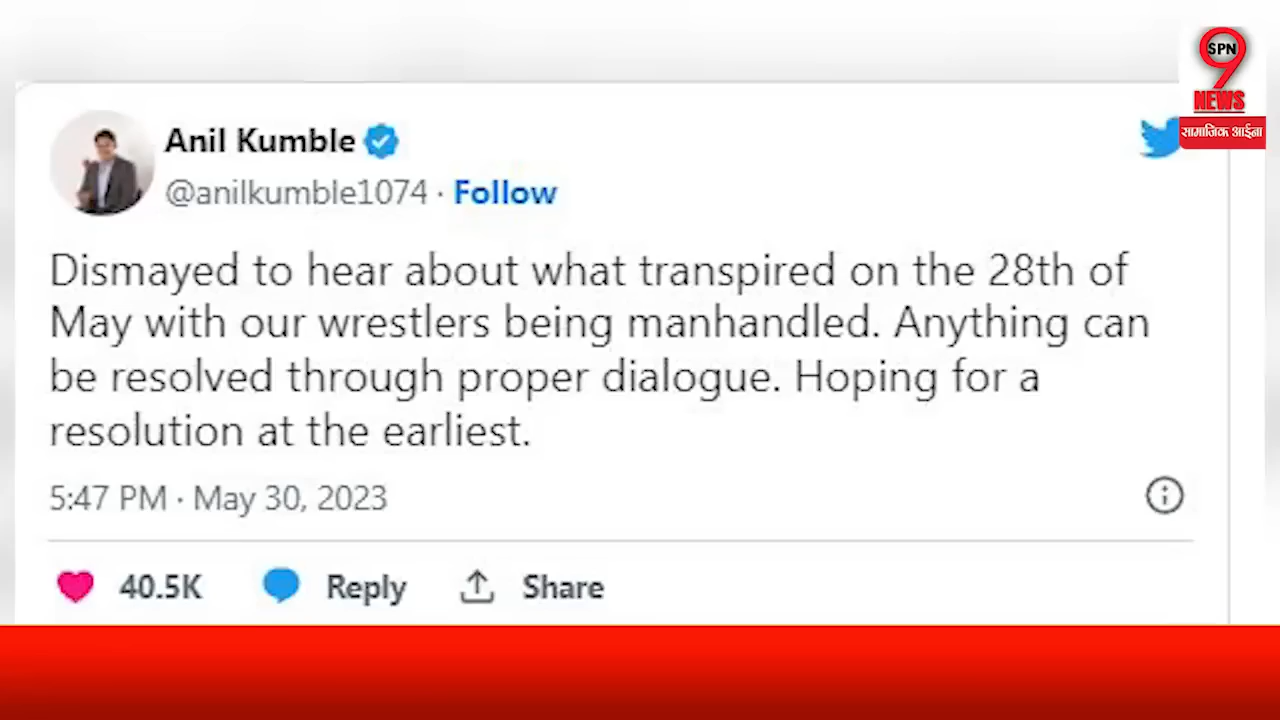 SPN
9
NEWS
सामाजिक आईना
Anil Kumble
@anilkumble1074 · Follow
Dismayed to hear about what transpired on the 28th of
May with our wrestlers being manhandled. Anything can
be resolved through proper dialogue. Hoping for a
resolution at the earliest.
5:47 PM · May 30, 2023
40.5K Reply Share